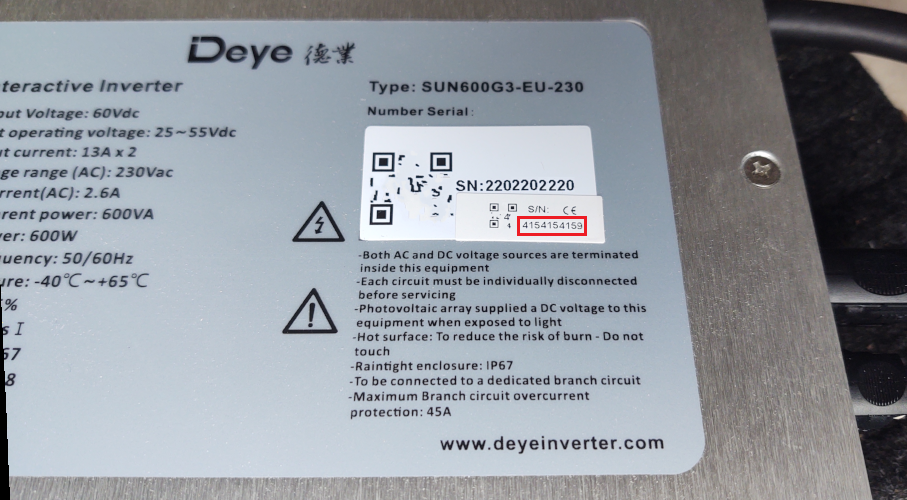 Deye 德業
teractive Inverter
out Voltage: 60Vdc
t operating voltage: 25~55Vdc
ut current: 13A x 2
ge range (AC): 230Vac
rrent(AC): 2.6A
rent power: 600VA
er: 600W
uency: 50/60Hz
ure: -40℃~+65℃
%
s I
67
8
Type: SUN600G3-EU-230
Number Serial:
SN:2202202220
S/N: CE
4154154159
-Both AC and DC voltage sources are terminated
inside this equipment
-Each circuit must be individually disconnected
before servicing
-Photovoltaic array supplied a DC voltage to this
equipment when exposed to light
-Hot surface: To reduce the risk of burn - Do not
touch
-Raintight enclosure: IP67
-To be connected to a dedicated branch circuit
-Maximum Branch circuit overcurrent
protection: 45A
www.deyeinverter.com